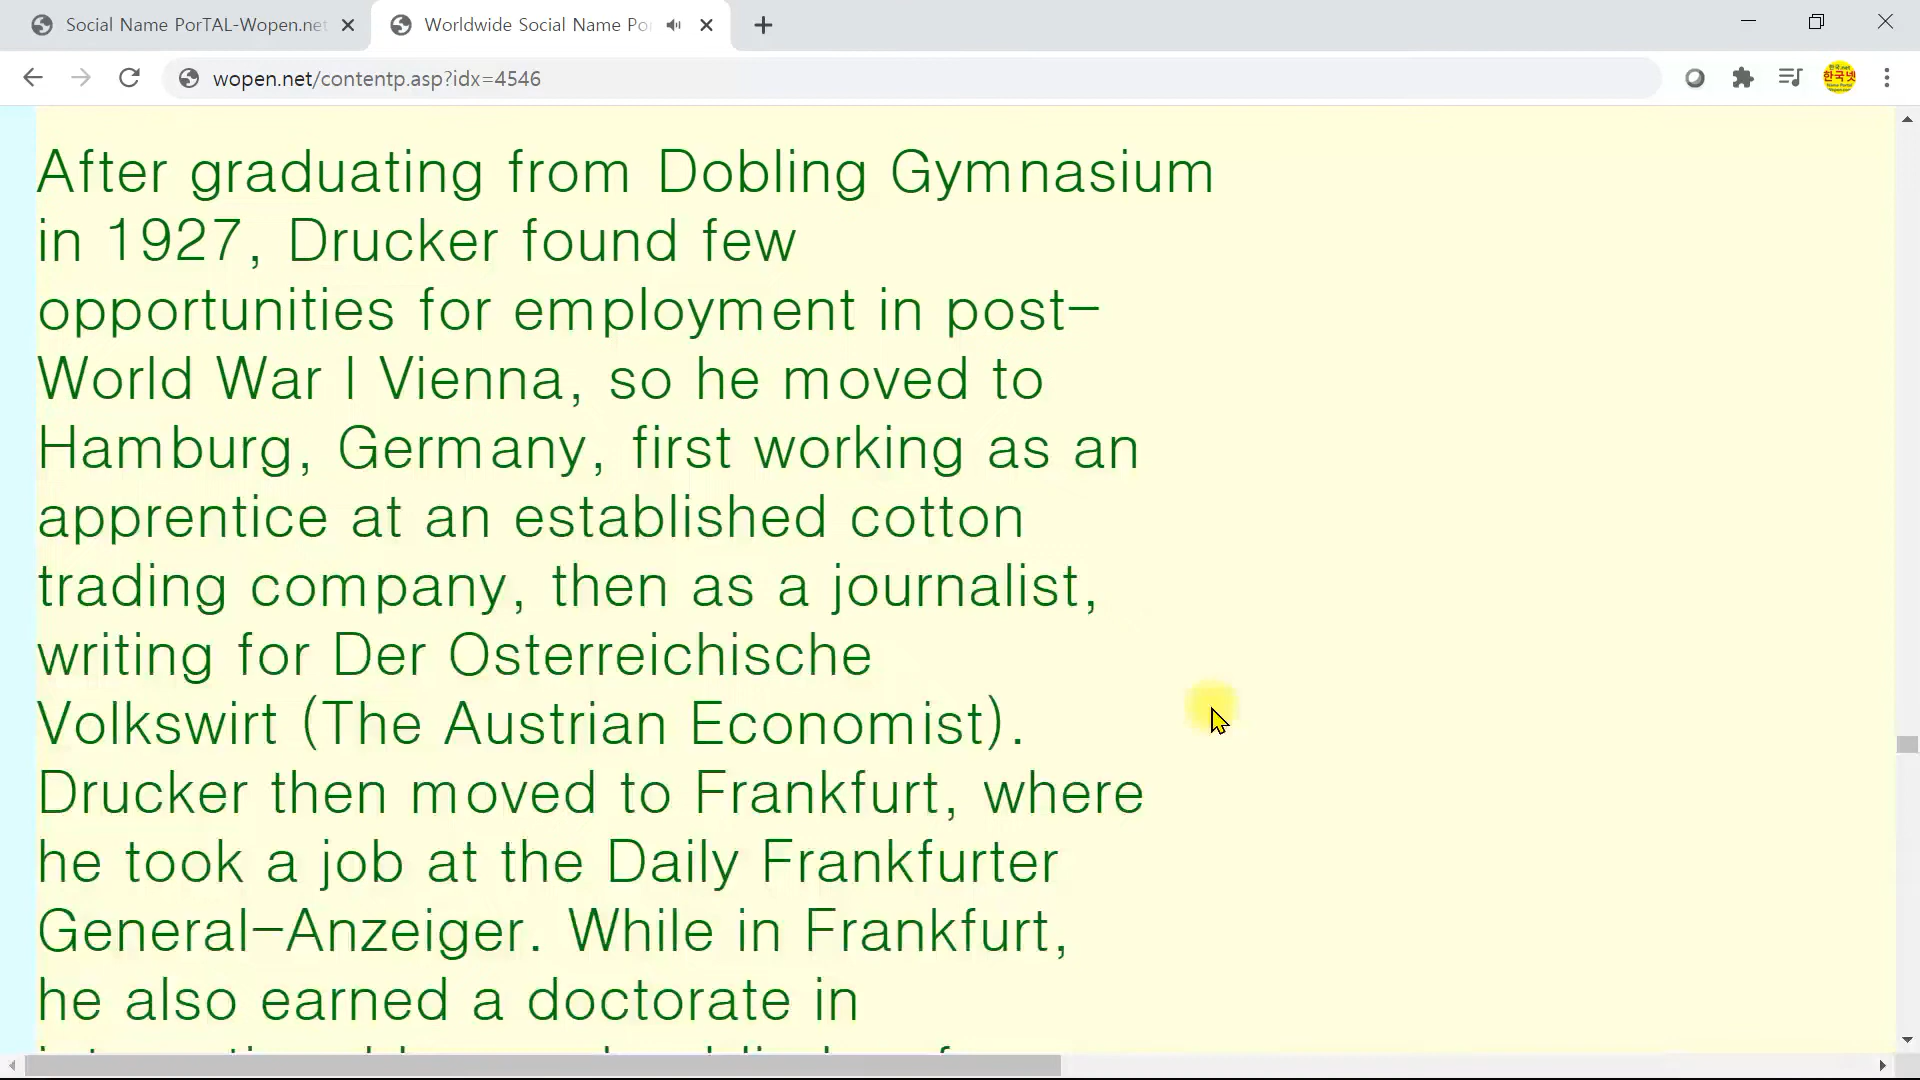 Social Name PorTAL-Wopen.net
Worldwide Social Name Po
wopen.net/contentp.asp?idx=4546
한국넷
After graduating from Dobling Gymnasium
in 1927, Drucker found few
opportunities for employment in post-
World War I Vienna, so he moved to
Hamburg, Germany, first working as an
apprentice at an established cotton
trading company, then as a journalist,
writing for Der Osterreichische
Volkswirt (The Austrian Economist).
Drucker then moved to Frankfurt, where
he took a job at the Daily Frankfurter
General-Anzeiger. While in Frankfurt,
he also earned a doctorate in